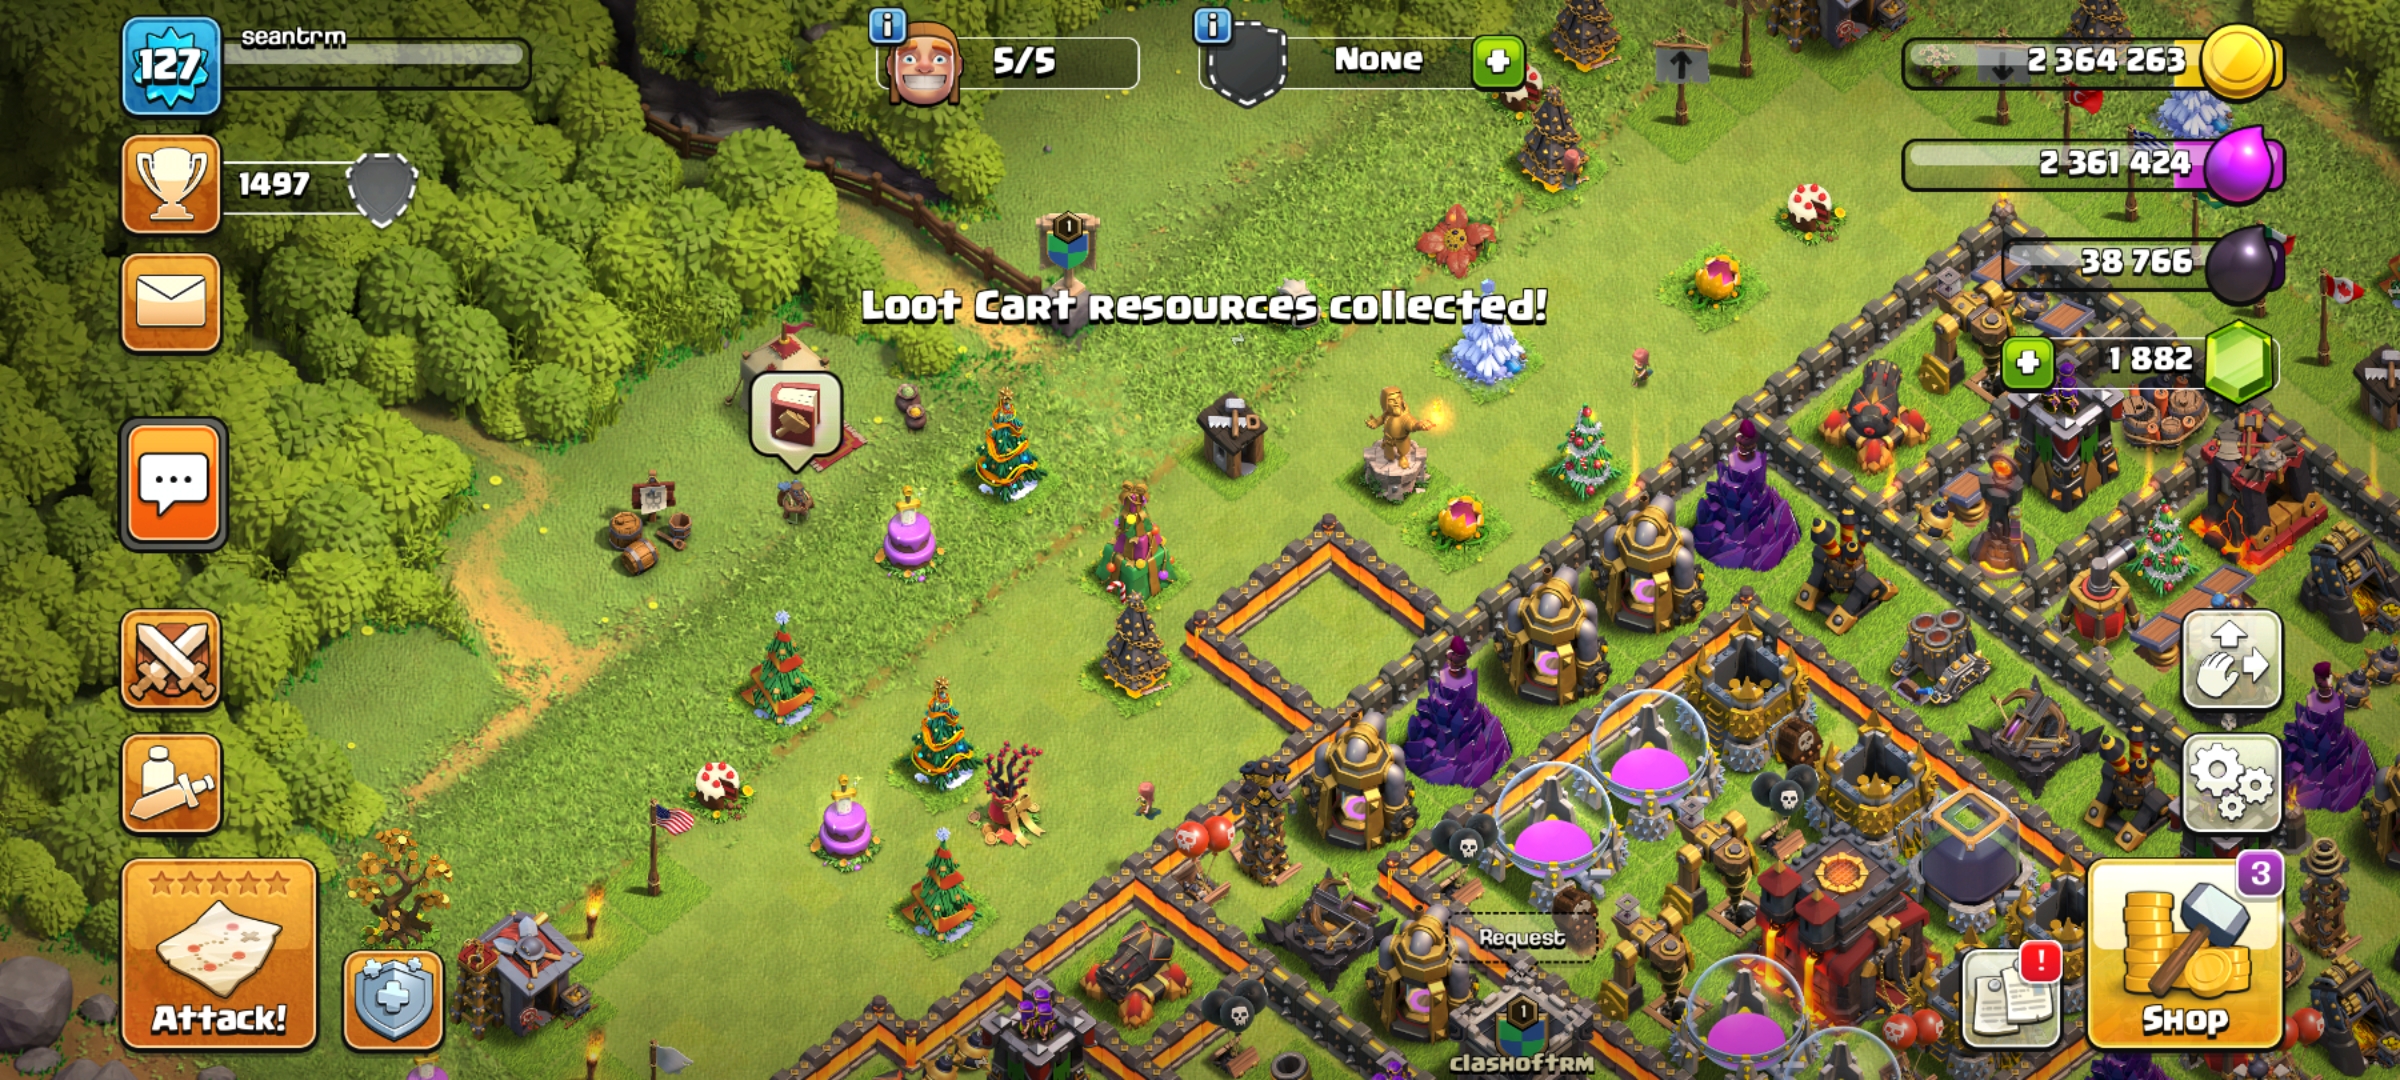 127
seantrm
5/5
None
2 364 263
1497
2 361 424
38 766
Loot Cart resources collected!
1 882
3
Request
Attack!
Shop
1
clashoftrm